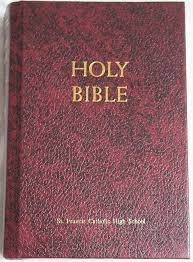 HOLY
BIBLE
St. Francis Catholic High School